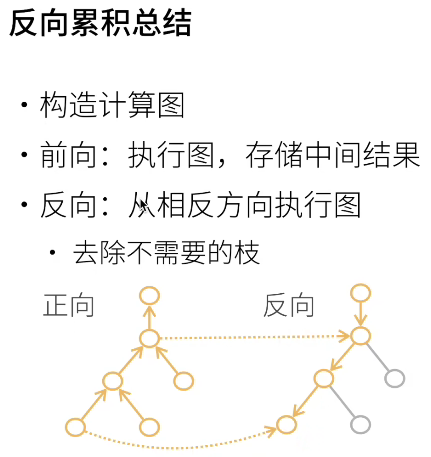 反向累积总结
• 构造计算图
• 前向：执行图，存储中间结果
• 反向：从相反方向执行图
• 去除不需要的枝
正向 反向